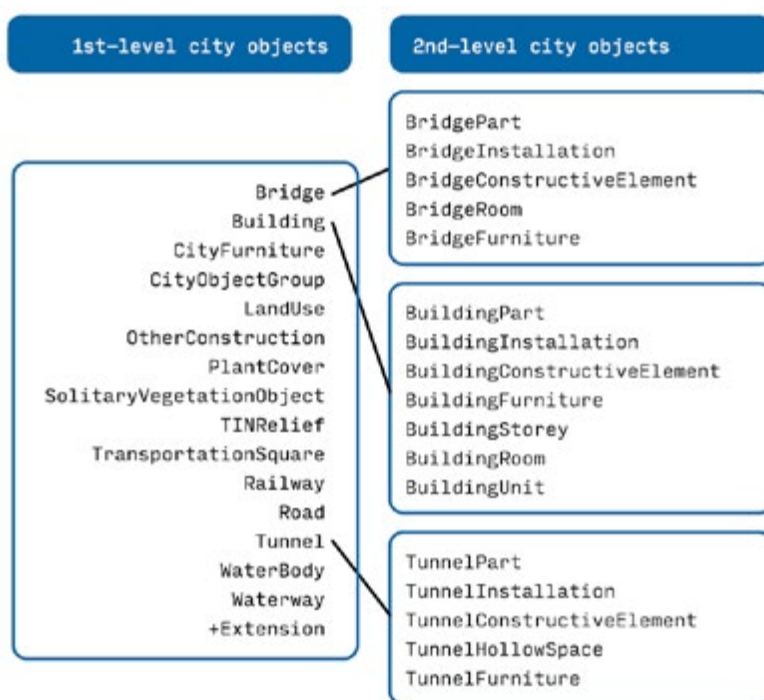 1st-level city objects
2nd-level city objects
Bridge
Building
CityFurniture
CityObjectGroup
LandUse
OtherConstruction
PlantCover
SolitaryVegetationObject
TINRelief
TransportationSquare
Railway
Road
Tunnel
WaterBody
Waterway
+Extension
BridgePart
BridgeInstallation
BridgeConstructiveElement
BridgeRoom
BridgeFurniture
BuildingPart
BuildingInstallation
BuildingConstructiveElement
BuildingFurniture
BuildingStorey
BuildingRoom
BuildingUnit
TunnelPart
TunnelInstallation
TunnelConstructiveElement
TunnelHollowSpace
TunnelFurniture